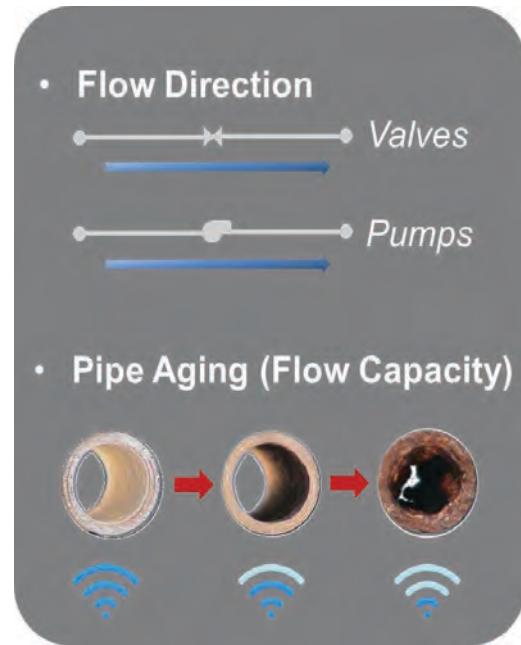 • Flow Direction
Valves
Pumps
• Pipe Aging (Flow Capacity)